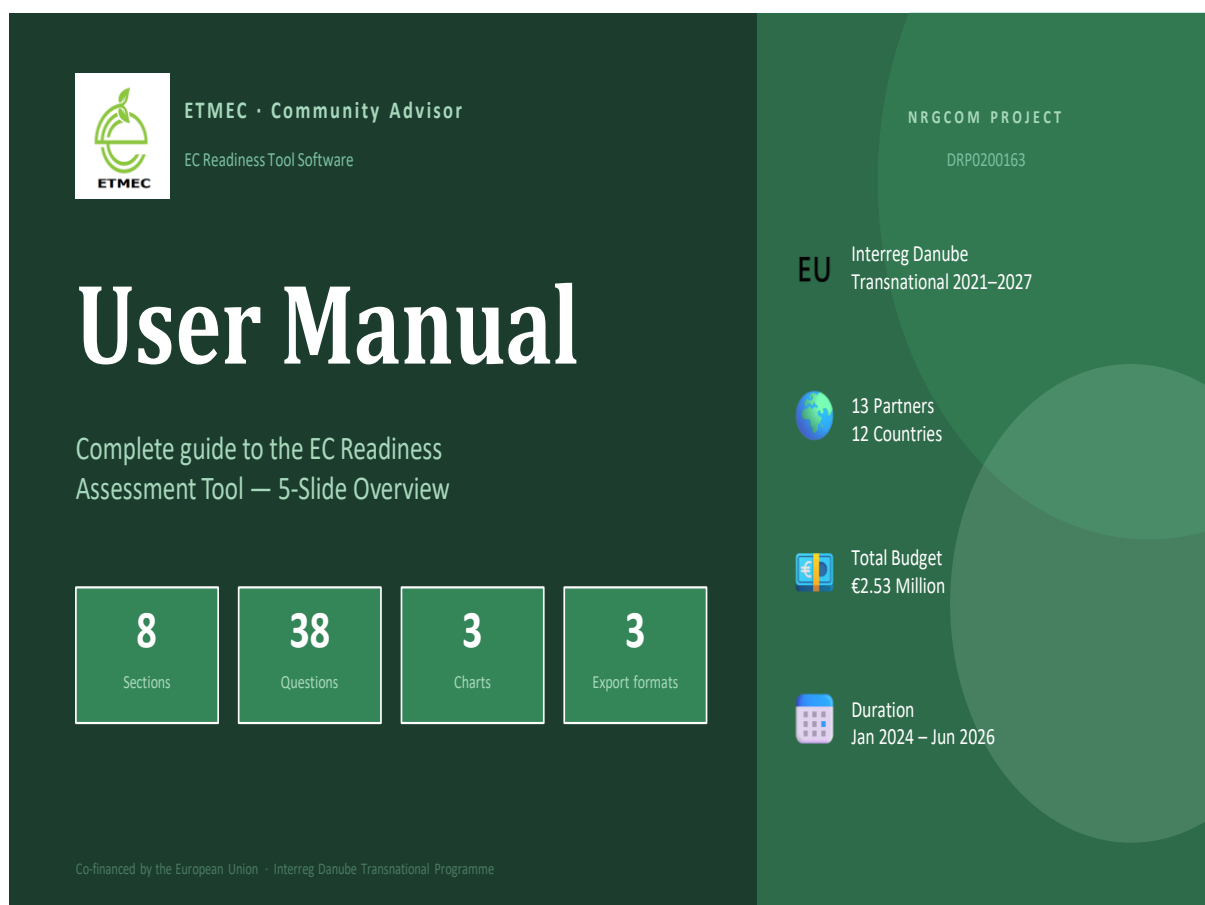 ETMEC
ETMEC · Community Advisor
EC Readiness Tool Software
User Manual
Complete guide to the EC Readiness
Assessment Tool — 5-Slide Overview
8
Sections
38
Questions
3
Charts
3
Export formats
Co-financed by the European Union · Interreg Danube Transnational Programme
NRGCOM PROJECT
DRP0200163
EU
Interreg Danube
Transnational 2021–2027
13 Partners
12 Countries
Total Budget
€2.53 Million
Duration
Jan 2024 – Jun 2026